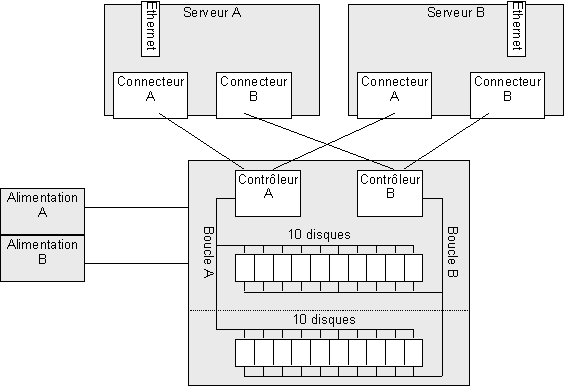 Serveur A
Ethernet
Connecteur
A
Connecteur
B
Serveur B
Ethernet
Connecteur
A
Connecteur
B
Contrôleur
A
Contrôleur
B
Alimentation
A
Alimentation
B
Boucle A
10 disques
Boucle B
10 disques